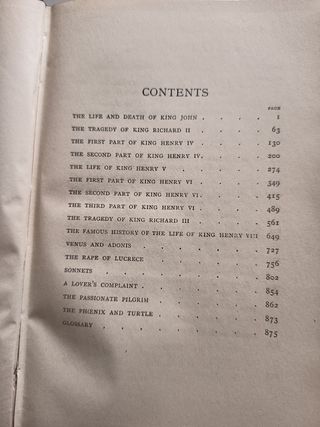 CONTENTS
PAGE
THE LIFE AND DEATH OF KING JOHN . . . . 1
THE TRAGEDY OF KING RICHARD II . . . . 63
THE FIRST PART OF KING HENRY IV . . . . 130
THE SECOND PART OF KING HENRY IV . . . . 200
THE LIFE OF KING HENRY V . . . . . 274
THE FIRST PART OF KING HENRY VI . . . . 349
THE SECOND PART OF KING HENRY VI . . . . 415
THE THIRD PART OF KING HENRY VI . . . . 489
THE TRAGEDY OF KING RICHARD III . . . . 561
THE FAMOUS HISTORY OF THE LIFE OF KING HENRY VIII 649
VENUS AND ADONIS . . . . . . . 727
THE RAPE OF LUCRECE . . . . . . 756
SONNETS . . . . . . . . 802
A LOVER'S COMPLAINT . . . . . . 854
THE PASSIONATE PILGRIM . . . . . 862
THE PHŒNIX AND TURTLE . . . . . 873
GLOSSARY . . . . . . . . 875